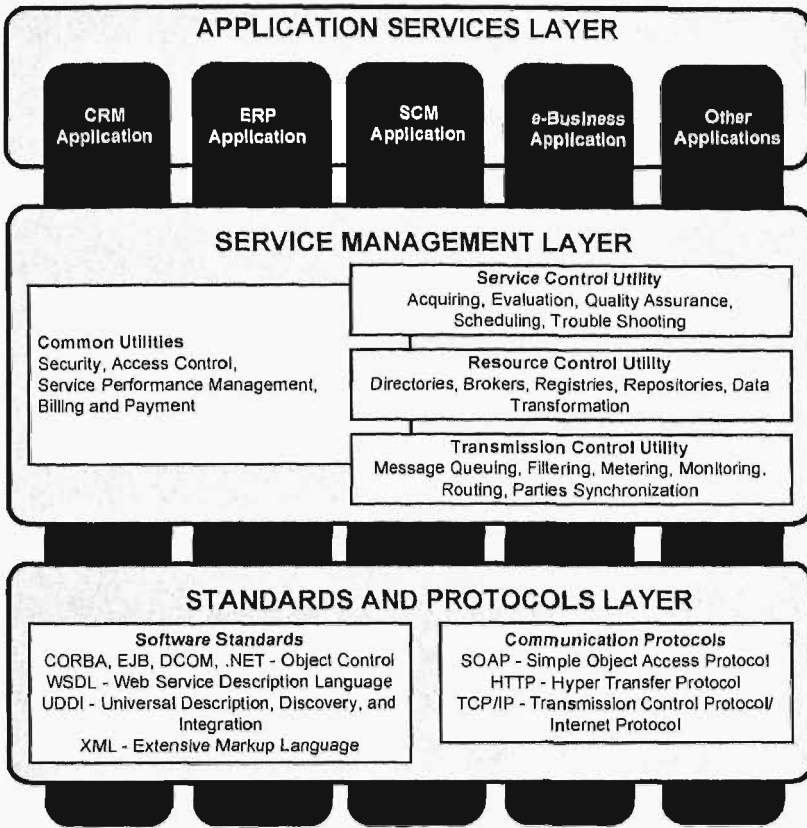 APPLICATION SERVICES LAYER
CRM
Application
ERP
Application
SCM
Application
e-Business
Application
Other
Applications
SERVICE MANAGEMENT LAYER
Common Utilities
Security, Access Control,
Service Performance Management,
Billing and Payment
Service Control Utility
Acquiring, Evaluation, Quality Assurance,
Scheduling, Trouble Shooting
Resource Control Utility
Directories, Brokers, Registries, Repositories, Data
Transformation
Transmission Control Utility
Message Queuing, Filtering, Metering, Monitoring,
Routing, Parties Synchronization
STANDARDS AND PROTOCOLS LAYER
Software Standards
CORBA, EJB, DCOM, .NET - Object Control
WSDL - Web Service Description Language
UDDI - Universal Description, Discovery, and
Integration
XML - Extensive Markup Language
Communication Protocols
SOAP - Simple Object Access Protocol
HTTP - Hyper Transfer Protocol
TCP/IP - Transmission Control Protocol/
Internet Protocol